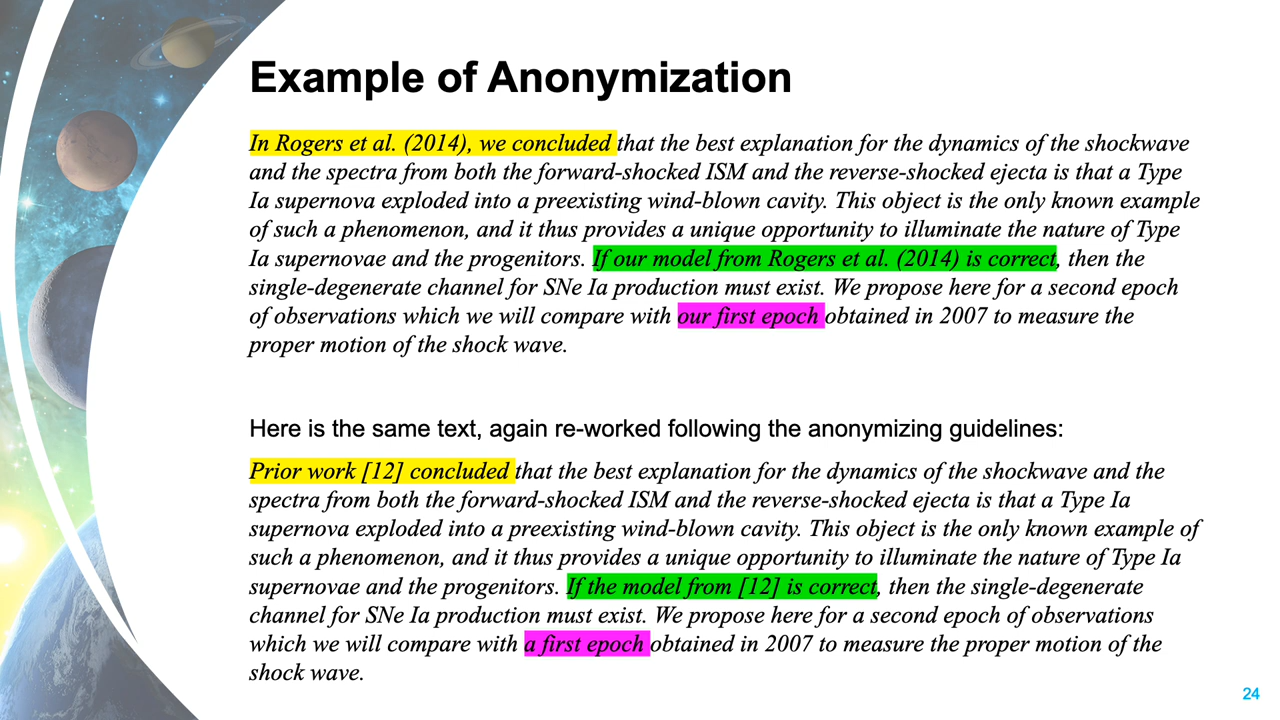 Example of Anonymization
In Rogers et al. (2014), we concluded that the best explanation for the dynamics of the shockwave
and the spectra from both the forward-shocked ISM and the reverse-shocked ejecta is that a Type
Ia supernova exploded into a preexisting wind-blown cavity. This object is the only known example
of such a phenomenon, and it thus provides a unique opportunity to illuminate the nature of Type
Ia supernovae and the progenitors. If our model from Rogers et al. (2014) is correct, then the
single-degenerate channel for SNe Ia production must exist. We propose here for a second epoch
of observations which we will compare with our first epoch obtained in 2007 to measure the
proper motion of the shock wave.
Here is the same text, again re-worked following the anonymizing guidelines:
Prior work [12] concluded that the best explanation for the dynamics of the shockwave and the
spectra from both the forward-shocked ISM and the reverse-shocked ejecta is that a Type Ia
supernova exploded into a preexisting wind-blown cavity. This object is the only known example of
such a phenomenon, and it thus provides a unique opportunity to illuminate the nature of Type Ia
supernovae and the progenitors. If the model from [12] is correct, then the single-degenerate
channel for SNe Ia production must exist. We propose here for a second epoch of observations
which we will compare with a first epoch obtained in 2007 to measure the proper motion of the
shock wave.
24